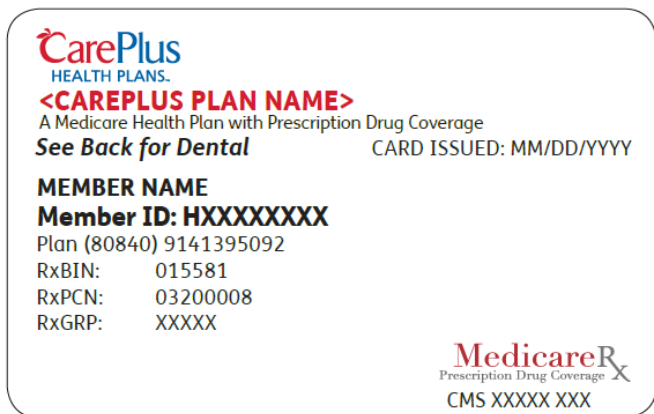 CarePlus
HEALTH PLANS™
<CAREPLUS PLAN NAME>
A Medicare Health Plan with Prescription Drug Coverage
See Back for Dental CARD ISSUED: MM/DD/YYYY
MEMBER NAME
Member ID: HXXXXXXXX
Plan (80840) 9141395092
RxBIN: 015581
RxPCN: 03200008
RxGRP: XXXXX
MedicareRx
Prescription Drug Coverage
CMS XXXXX XXX